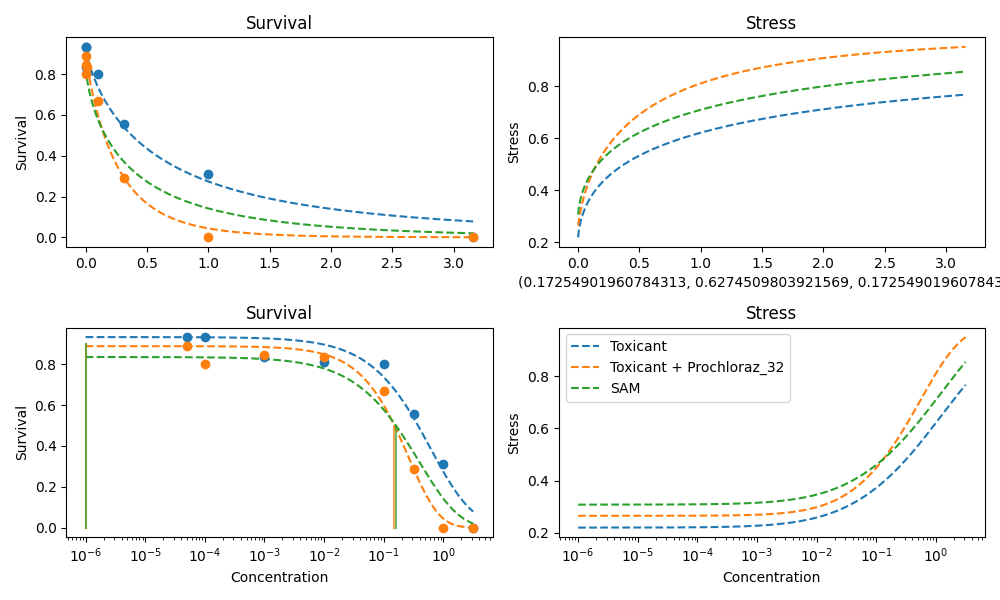 Survival
Survival
0.0 0.2 0.4 0.6 0.8
0.0 0.5 1.0 1.5 2.0 2.5 3.0
Stress
Stress
0.2 0.4 0.6 0.8
0.0 0.5 1.0 1.5 2.0 2.5 3.0
(0.17254901960784313, 0.6274509803921569, 0.172549019607843
Survival
Survival
0.0 0.2 0.4 0.6 0.8
10⁻⁶ 10⁻⁵ 10⁻⁴ 10⁻³ 10⁻² 10⁻¹ 10⁰
Concentration
Stress
Stress
0.2 0.4 0.6 0.8
Toxicant
Toxicant + Prochloraz_32
SAM
10⁻⁶ 10⁻⁵ 10⁻⁴ 10⁻³ 10⁻² 10⁻¹ 10⁰
Concentration